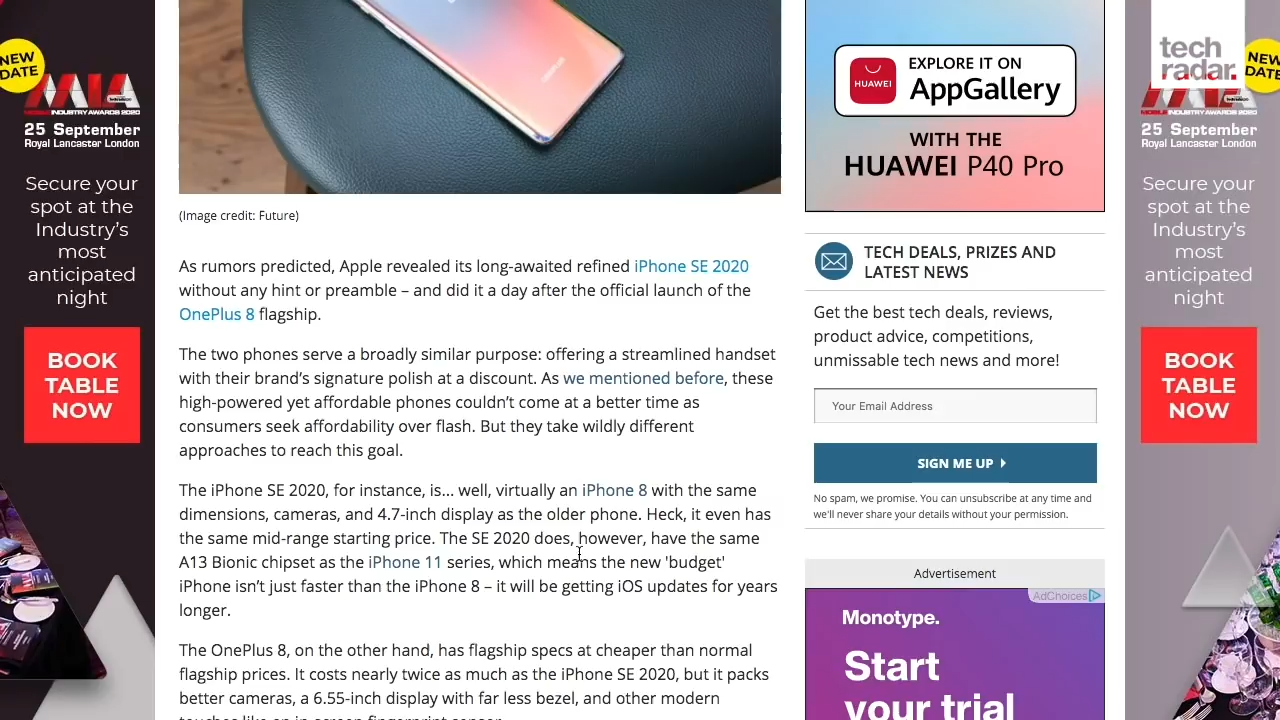 NEW
DATE
MIA
MOBILE INDUSTRY AWARDS 2020
25 September
Royal Lancaster London
Secure your
spot at the
Industry’s
most
anticipated
night
BOOK
TABLE
NOW
(Image credit: Future)
As rumors predicted, Apple revealed its long-awaited refined iPhone SE 2020
without any hint or preamble – and did it a day after the official launch of the
OnePlus 8 flagship.
The two phones serve a broadly similar purpose: offering a streamlined handset
with their brand’s signature polish at a discount. As we mentioned before, these
high-powered yet affordable phones couldn’t come at a better time as
consumers seek affordability over flash. But they take wildly different
approaches to reach this goal.
The iPhone SE 2020, for instance, is... well, virtually an iPhone 8 with the same
dimensions, cameras, and 4.7-inch display as the older phone. Heck, it even has
the same mid-range starting price. The SE 2020 does, however, have the same
A13 Bionic chipset as the iPhone 11 series, which means the new 'budget'
iPhone isn’t just faster than the iPhone 8 – it will be getting iOS updates for years
longer.
The OnePlus 8, on the other hand, has flagship specs at cheaper than normal
flagship prices. It costs nearly twice as much as the iPhone SE 2020, but it packs
better cameras, a 6.55-inch display with far less bezel, and other modern
HUAWEI
EXPLORE IT ON
AppGallery
WITH THE
HUAWEI P40 Pro
TECH DEALS, PRIZES AND
LATEST NEWS
Get the best tech deals, reviews,
product advice, competitions,
unmissable tech news and more!
Your Email Address
SIGN ME UP
No spam, we promise. You can unsubscribe at any time and
we'll never share your details without your permission.
Advertisement
AdChoices
Monotype.
Start
your trial
tech
radar.
NEW
DATE
MIA
MOBILE INDUSTRY AWARDS 2020
25 September
Royal Lancaster London
Secure your
spot at the
Industry’s
most
anticipated
night
BOOK
TABLE
NOW